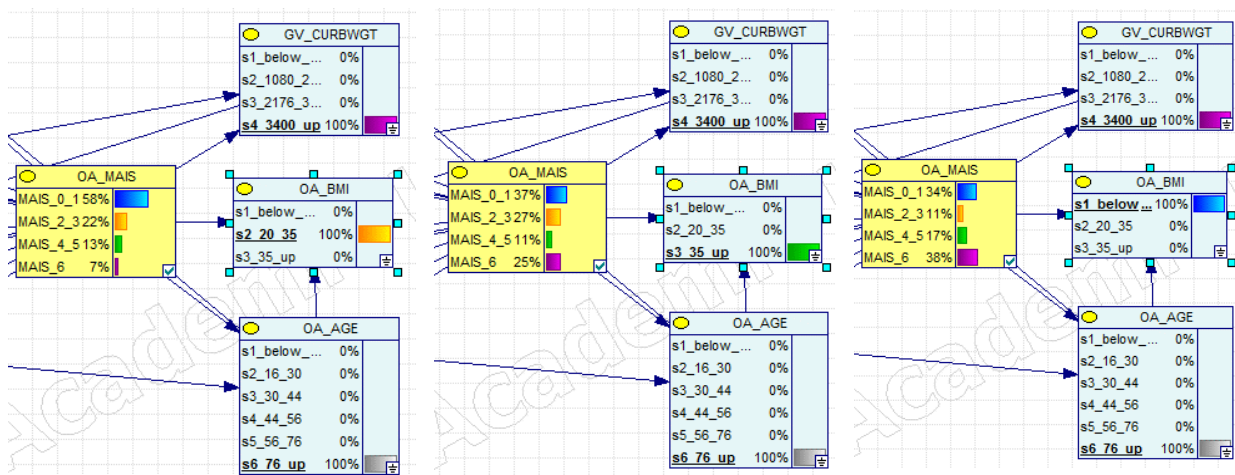 GV_CURBWGT
s1_below_... 0%
s2_1080_2... 0%
s3_2176_3... 0%
s4_3400_up 100%
OA_MAIS
MAIS_0_1 58%
MAIS_2_3 22%
MAIS_4_5 13%
MAIS_6 7%
OA_BMI
s1_below_... 0%
s2_20_35 100%
s3_35_up 0%
OA_AGE
s1_below_... 0%
s2_16_30 0%
s3_30_44 0%
s4_44_56 0%
s5_56_76 0%
s6_76_up 100%
GV_CURBWGT
s1_below_... 0%
s2_1080_2... 0%
s3_2176_3... 0%
s4_3400_up 100%
OA_MAIS
MAIS_0_1 37%
MAIS_2_3 27%
MAIS_4_5 11%
MAIS_6 25%
OA_BMI
s1_below_... 0%
s2_20_35 0%
s3_35_up 100%
OA_AGE
s1_below_... 0%
s2_16_30 0%
s3_30_44 0%
s4_44_56 0%
s5_56_76 0%
s6_76_up 100%
GV_CURBWGT
s1_below_... 0%
s2_1080_2... 0%
s3_2176_3... 0%
s4_3400_up 100%
OA_MAIS
MAIS_0_1 34%
MAIS_2_3 11%
MAIS_4_5 17%
MAIS_6 38%
OA_BMI
s1_below_... 100%
s2_20_35 0%
s3_35_up 0%
OA_AGE
s1_below_... 0%
s2_16_30 0%
s3_30_44 0%
s4_44_56 0%
s5_56_76 0%
s6_76_up 100%